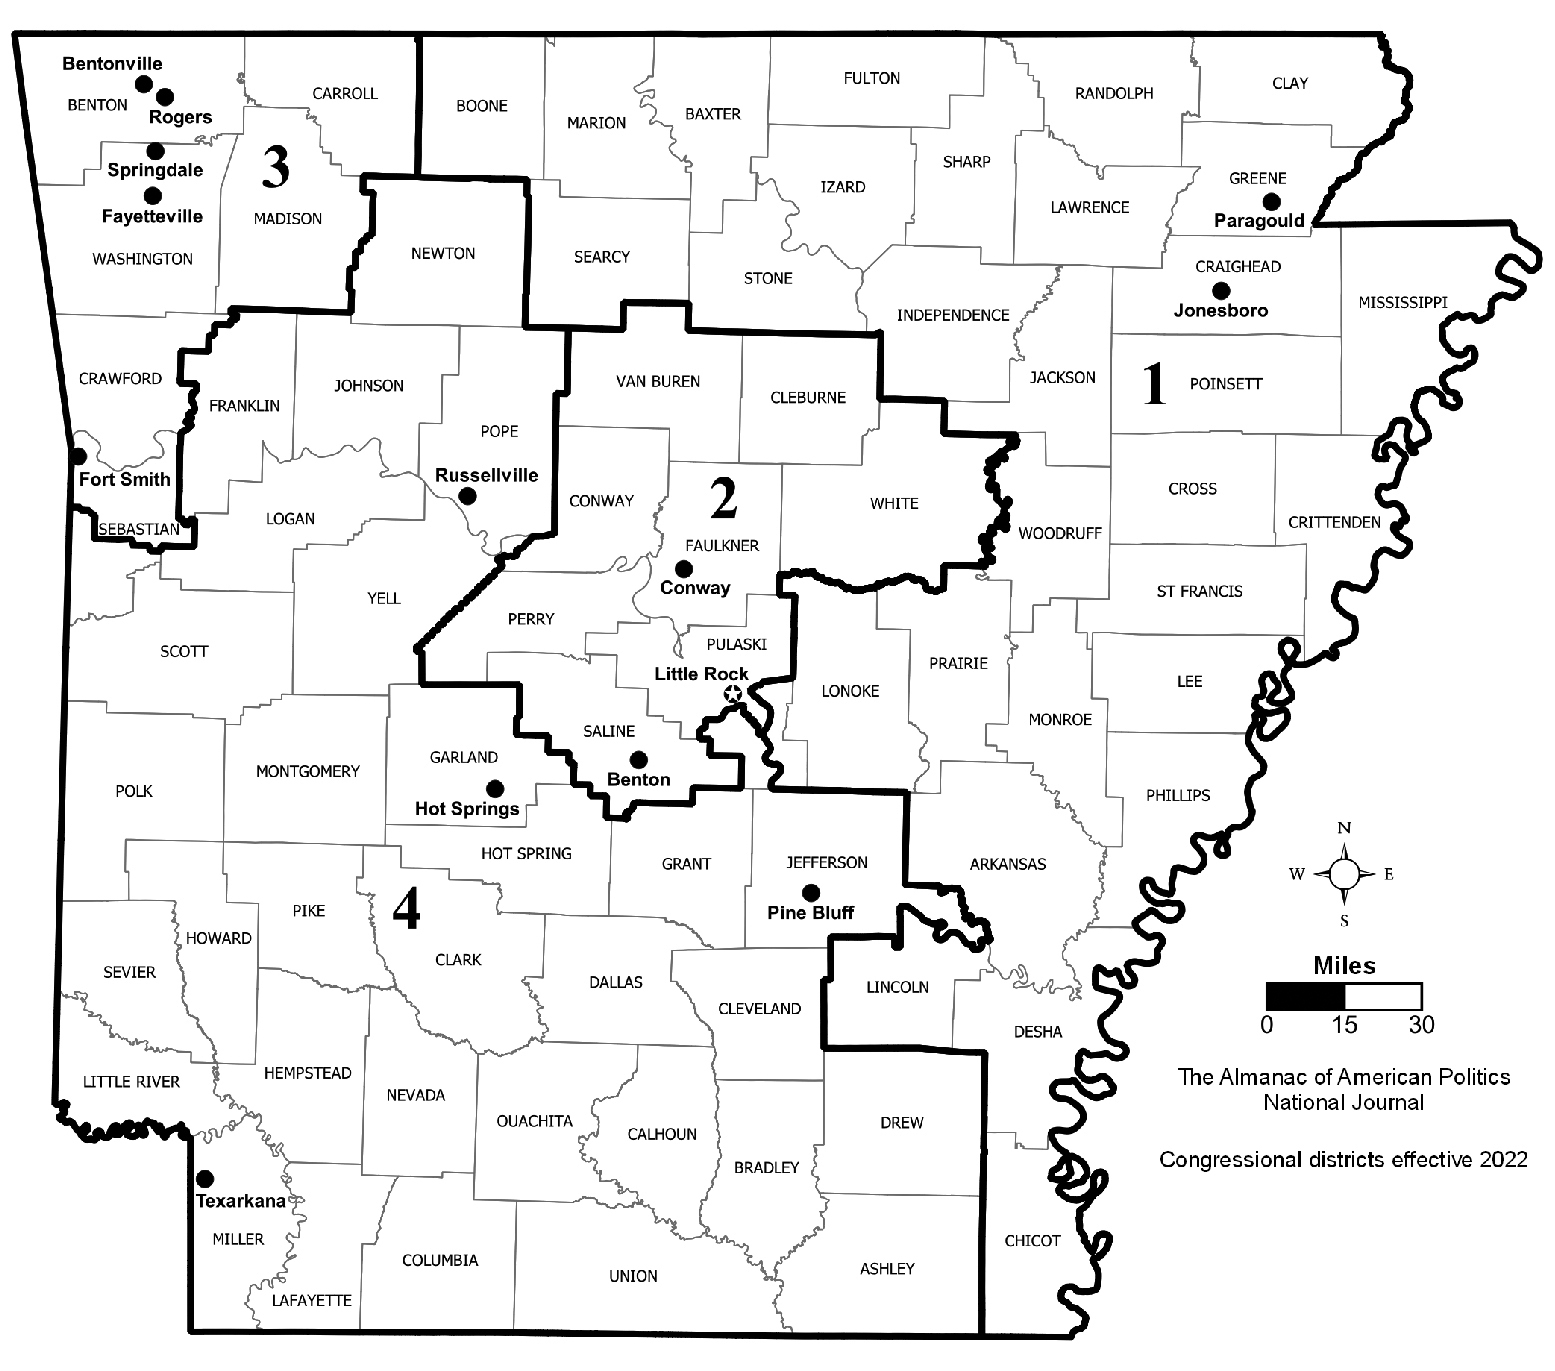 Bentonville
BENTON
Rogers
CARROLL
BOONE
MARION
BAXTER
FULTON
RANDOLPH
CLAY
Springdale
3
SHARP
IZARD
GREENE
Fayetteville
MADISON
LAWRENCE
Paragould
WASHINGTON
NEWTON
SEARCY
STONE
CRAIGHEAD
Jonesboro
MISSISSIPPI
INDEPENDENCE
CRAWFORD
FRANKLIN
JOHNSON
VAN BUREN
CLEBURNE
JACKSON
1
POINSETT
POPE
Fort Smith
Russellville
SEBASTIAN
LOGAN
CONWAY
2
WHITE
CROSS
CRITTENDEN
WOODRUFF
FAULKNER
Conway
YELL
PERRY
ST FRANCIS
SCOTT
PULASKI
Little Rock
LONOKE
PRAIRIE
LEE
MONROE
SALINE
Benton
GARLAND
Hot Springs
POLK
MONTGOMERY
PHILLIPS
HOT SPRING
GRANT
JEFFERSON
Pine Bluff
ARKANSAS
N
W
E
S
PIKE
4
HOWARD
SEVIER
CLARK
DALLAS
CLEVELAND
LINCOLN
DESHA
Miles
0 15 30
LITTLE RIVER
HEMPSTEAD
NEVADA
OUACHITA
CALHOUN
DREW
BRADLEY
The Almanac of American Politics
National Journal
Congressional districts effective 2022
Texarkana
MILLER
LAFAYETTE
COLUMBIA
UNION
ASHLEY
CHICOT